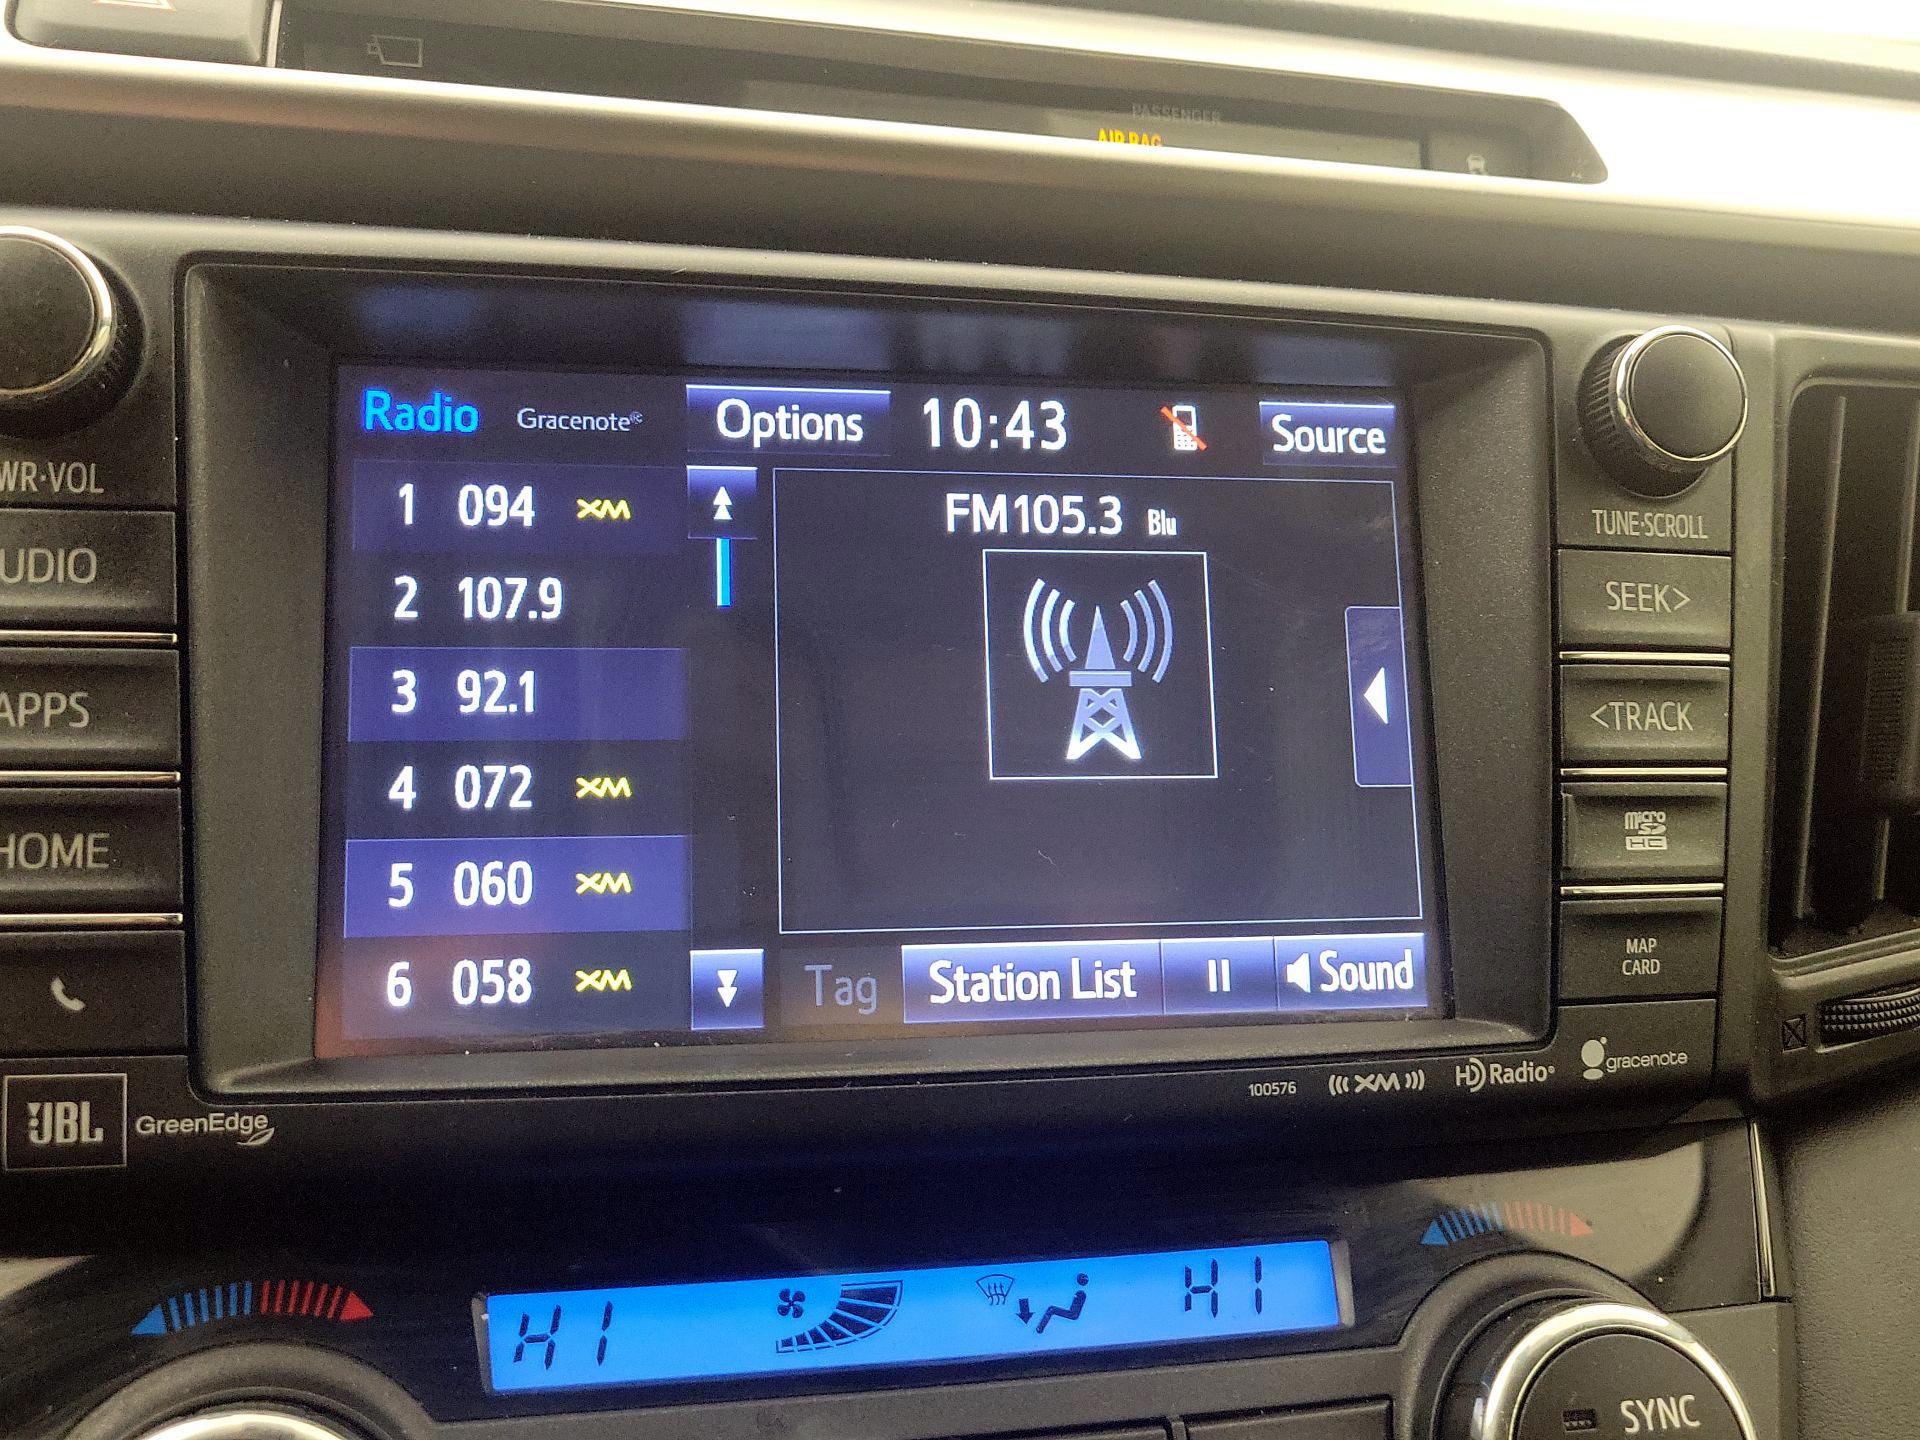 PASSENGER
AIR BAG
WR·VOL
UDIO
APPS
HOME
Radio Gracenote® Options 10:43 Source
1 094 XM
2 107.9
3 92.1
4 072 XM
5 060 XM
6 058 XM
FM105.3 Blu
Tag Station List Sound
TUNE·SCROLL
SEEK>
<TRACK
micro
SD
HC
MAP
CARD
JBL GreenEdge
100576 ((( XM ))) HD Radio® gracenote
HI HI
SYNC